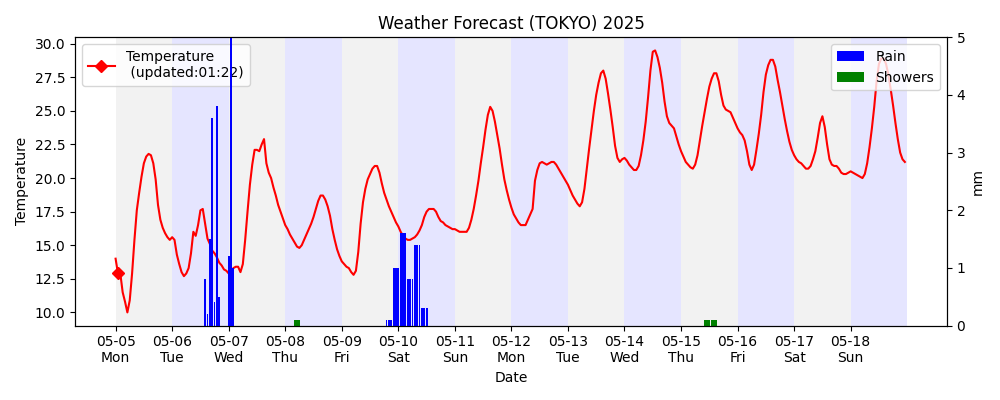 Weather Forecast (TOKYO) 2025
Temperature
(updated:01:22)
Rain
Showers
30.0
27.5
25.0
22.5
20.0
17.5
15.0
12.5
10.0
Temperature
5
4
3
2
1
0
mm
05-05 05-06 05-07 05-08 05-09 05-10 05-11 05-12 05-13 05-14 05-15 05-16 05-17 05-18
Mon Tue Wed Thu Fri Sat Sun Mon Tue Wed Thu Fri Sat Sun
Date